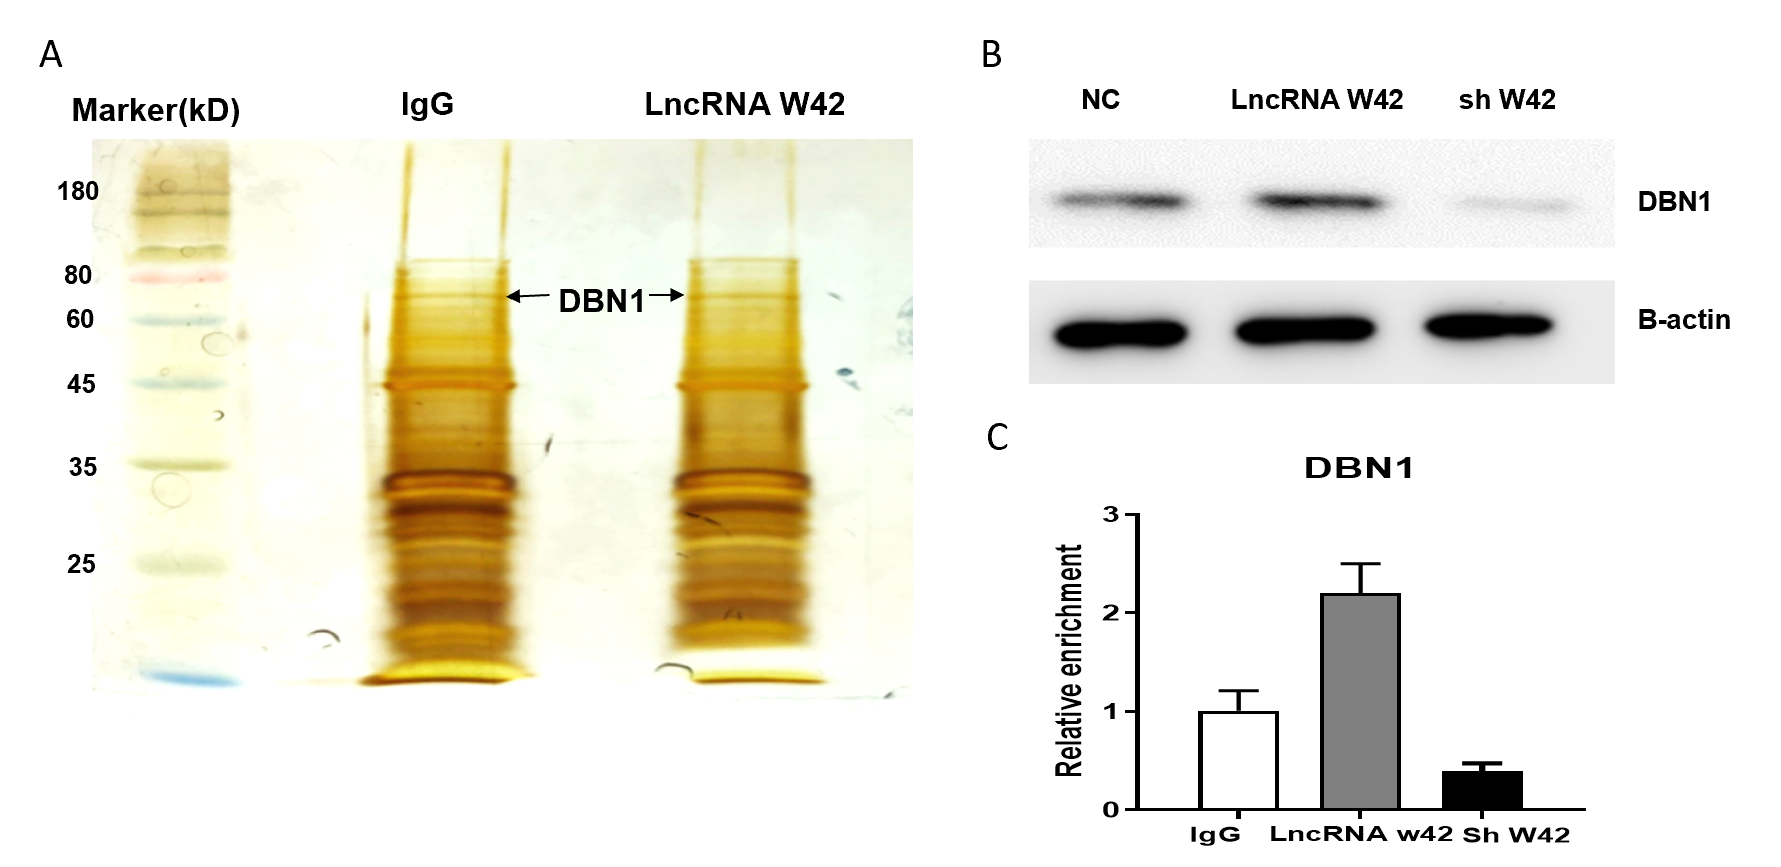 A
Marker(kD)
IgG
LncRNA W42
180
80
60
45
35
25
DBN1
B
NC
LncRNA W42
sh W42
DBN1
B-actin
C
DBN1
Relative enrichment
3
2
1
0
IgG
LncRNA w42
Sh W42